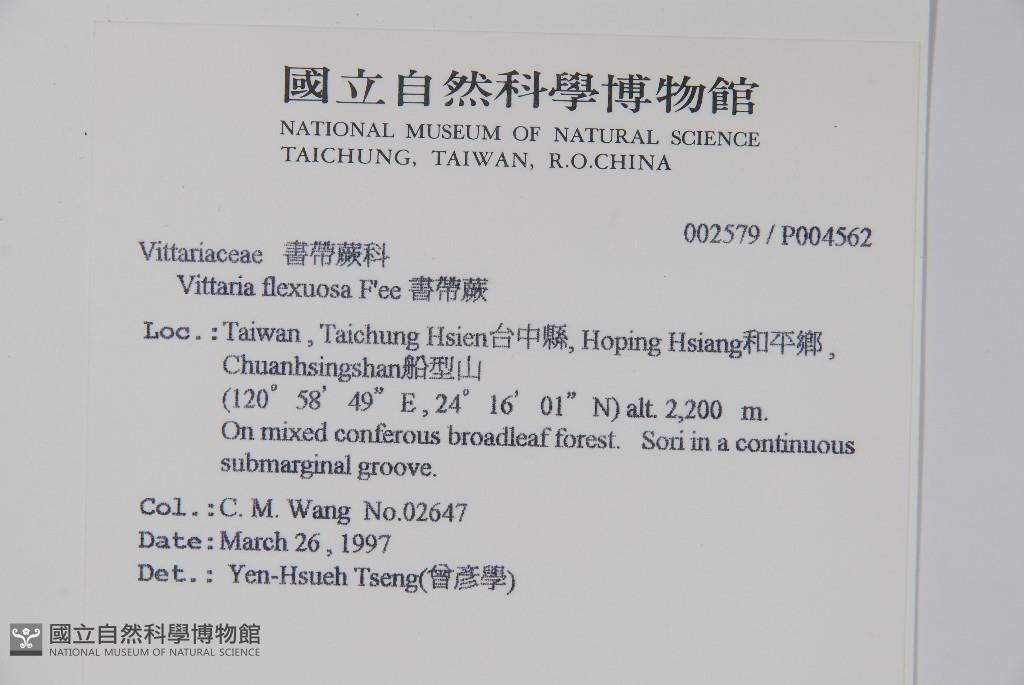 國立自然科學博物館
NATIONAL MUSEUM OF NATURAL SCIENCE
TAICHUNG, TAIWAN, R.O.CHINA
002579 / P004562
Vittariaceae 書帶蕨科
Vittaria flexuosa F'ee 書帶蕨
Loc.:Taiwan , Taichung Hsien台中縣, Hoping Hsiang和平鄉 ,
Chuanhsingshan船型山
(120° 58’ 49” E , 24° 16’ 01” N) alt. 2,200 m.
On mixed conferous broadleaf forest. Sori in a continuous
submarginal groove.
Col.:C. M. Wang No.02647
Date:March 26 , 1997
Det.: Yen-Hsueh Tseng(曾彥學)
國立自然科學博物館
NATIONAL MUSEUM OF NATURAL SCIENCE